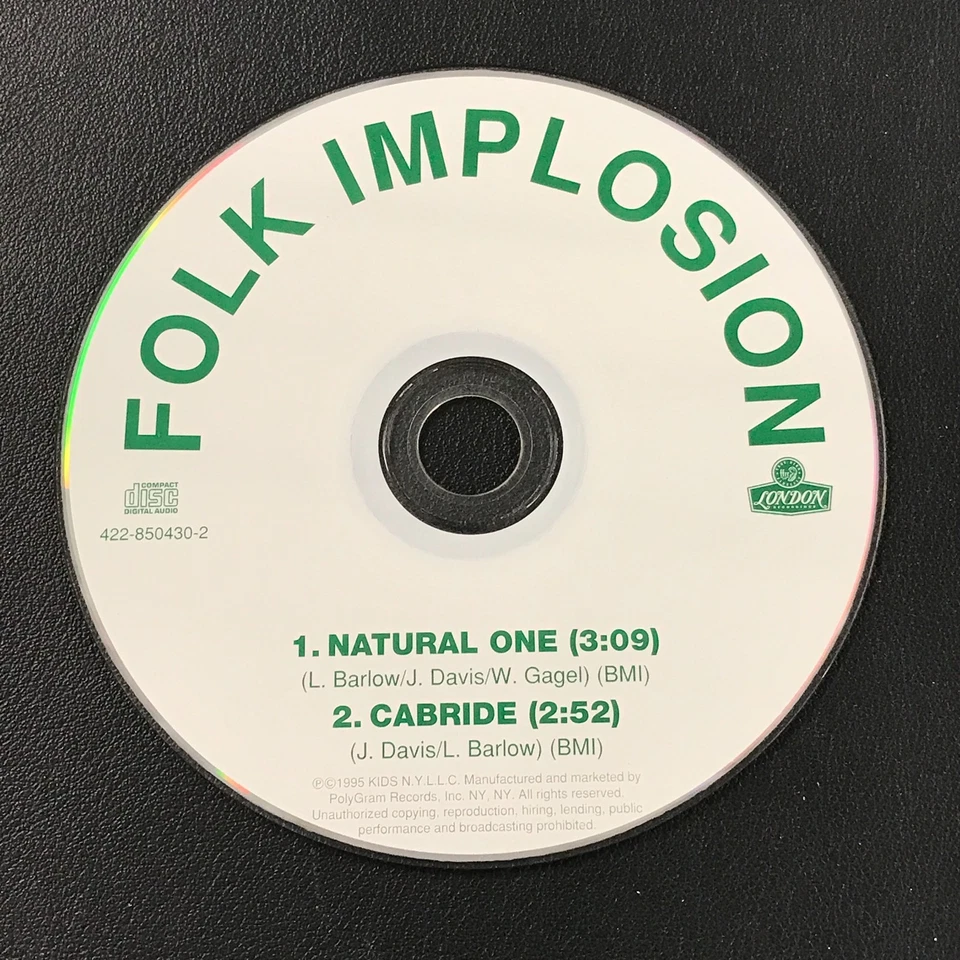 FOLK IMPLOSION
COMPACT
disc
DIGITAL AUDIO
422-850430-2
LONDON
RECORDINGS
1. NATURAL ONE (3:09)
(L. Barlow/J. Davis/W. Gagel) (BMI)
2. CABRIDE (2:52)
(J. Davis/L. Barlow) (BMI)
℗©1995 KIDS N.Y.L.L.C. Manufactured and marketed by
PolyGram Records, Inc. NY, NY. All rights reserved.
Unauthorized copying, reproduction, hiring, lending, public
performance and broadcasting prohibited.